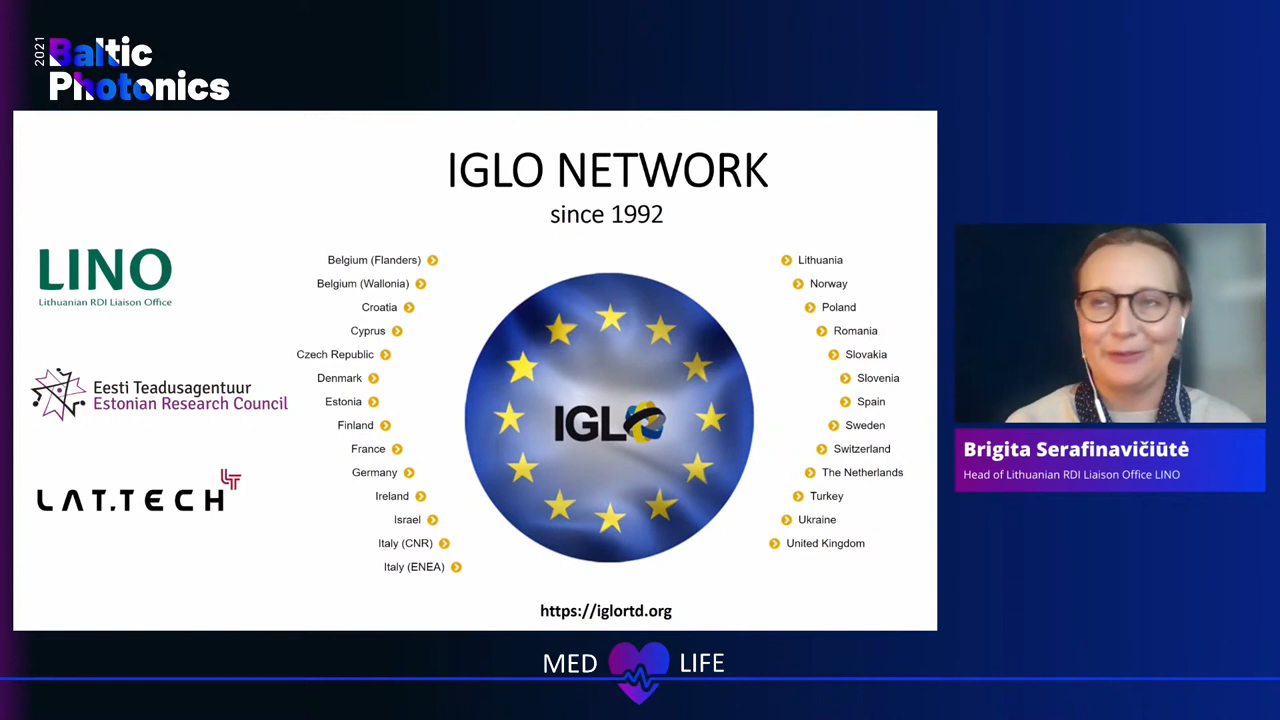 2021
Baltic
Photonics
IGLO NETWORK
since 1992
LINO
Lithuanian RDI Liaison Office
Eesti Teadusagentuur
Estonian Research Council
LAT.TECH
LT
Belgium (Flanders)
Belgium (Wallonia)
Croatia
Cyprus
Czech Republic
Denmark
Estonia
Finland
France
Germany
Ireland
Israel
Italy (CNR)
Italy (ENEA)
IGLO
Lithuania
Norway
Poland
Romania
Slovakia
Slovenia
Spain
Sweden
Switzerland
The Netherlands
Turkey
Ukraine
United Kingdom
https://iglortd.org
Brigita Serafinavičiūtė
Head of Lithuanian RDI Liaison Office LINO
MED LIFE